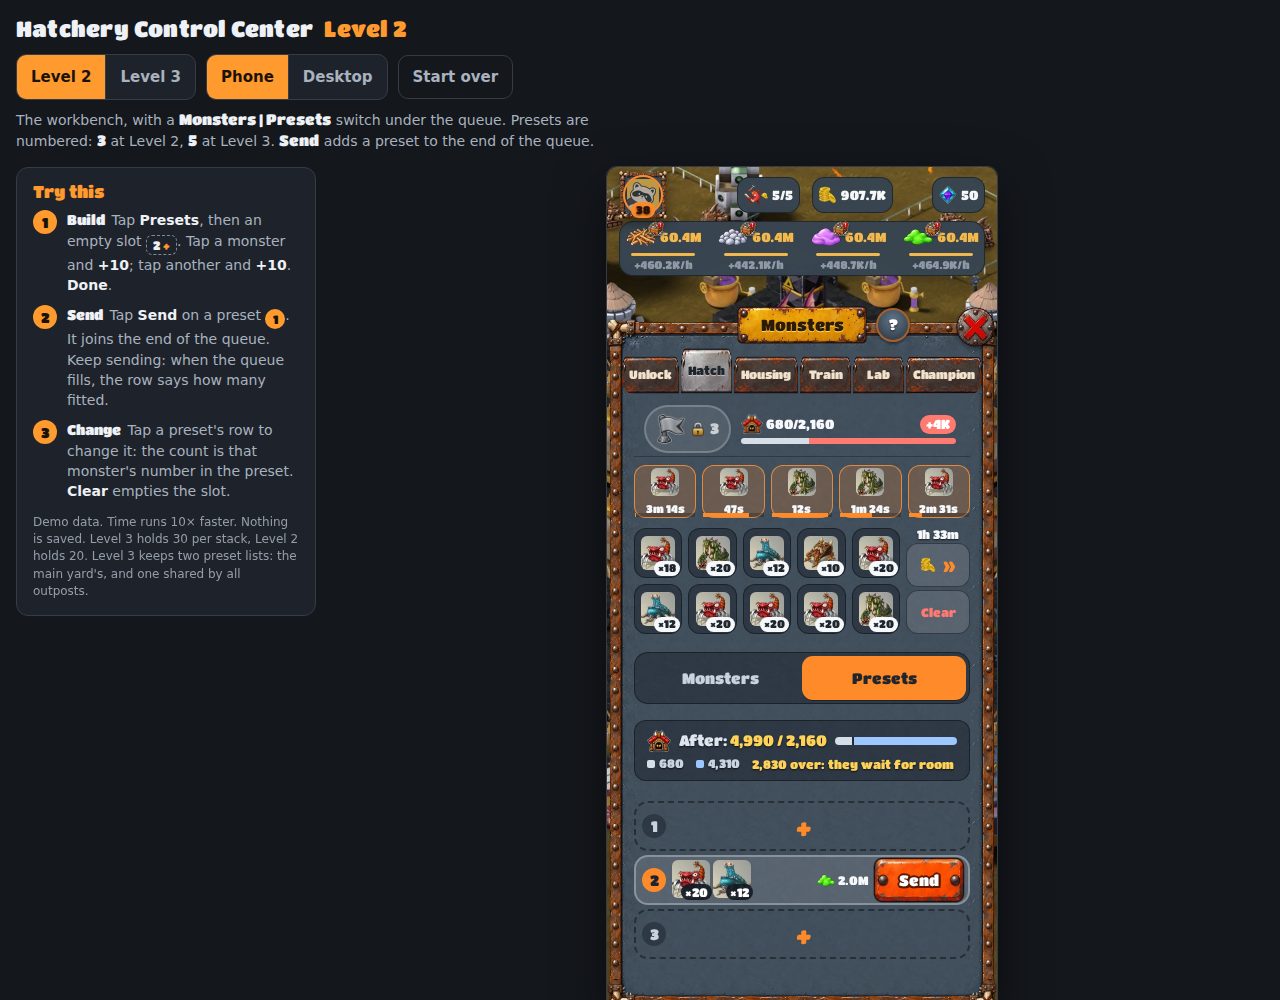 Hatchery Control Center Level 2
Level 2 Level 3 Phone Desktop Start over
The workbench, with a Monsters | Presets switch under the queue. Presets are
numbered: 3 at Level 2, 5 at Level 3. Send adds a preset to the end of the queue.
Try this
1 Build Tap Presets, then an
empty slot 2 +. Tap a monster
and +10; tap another and +10.
Done.
2 Send Tap Send on a preset 1.
It joins the end of the queue.
Keep sending: when the queue
fills, the row says how many
fitted.
3 Change Tap a preset's row to
change it: the count is that
monster's number in the preset.
Clear empties the slot.
Demo data. Time runs 10× faster. Nothing
is saved. Level 3 holds 30 per stack, Level 2
holds 20. Level 3 keeps two preset lists: the
main yard's, and one shared by all
outposts.
38 5/5 907.7K 50
60.4M 60.4M 60.4M 60.4M
+460.2K/h +442.1K/h +448.7K/h +464.9K/h
Monsters ?
Unlock Hatch Housing Train Lab Champion
3 680/2,160 +4K
3m 14s 47s 12s 1m 24s 2m 31s
×18 ×20 ×12 ×10 ×20 1h 33m
×12 ×20 ×20 ×20 ×20 Clear
Monsters Presets
After: 4,990 / 2,160
680 4,310 2,830 over: they wait for room
1 +
2 ×20 ×12 2.0M Send
3 +